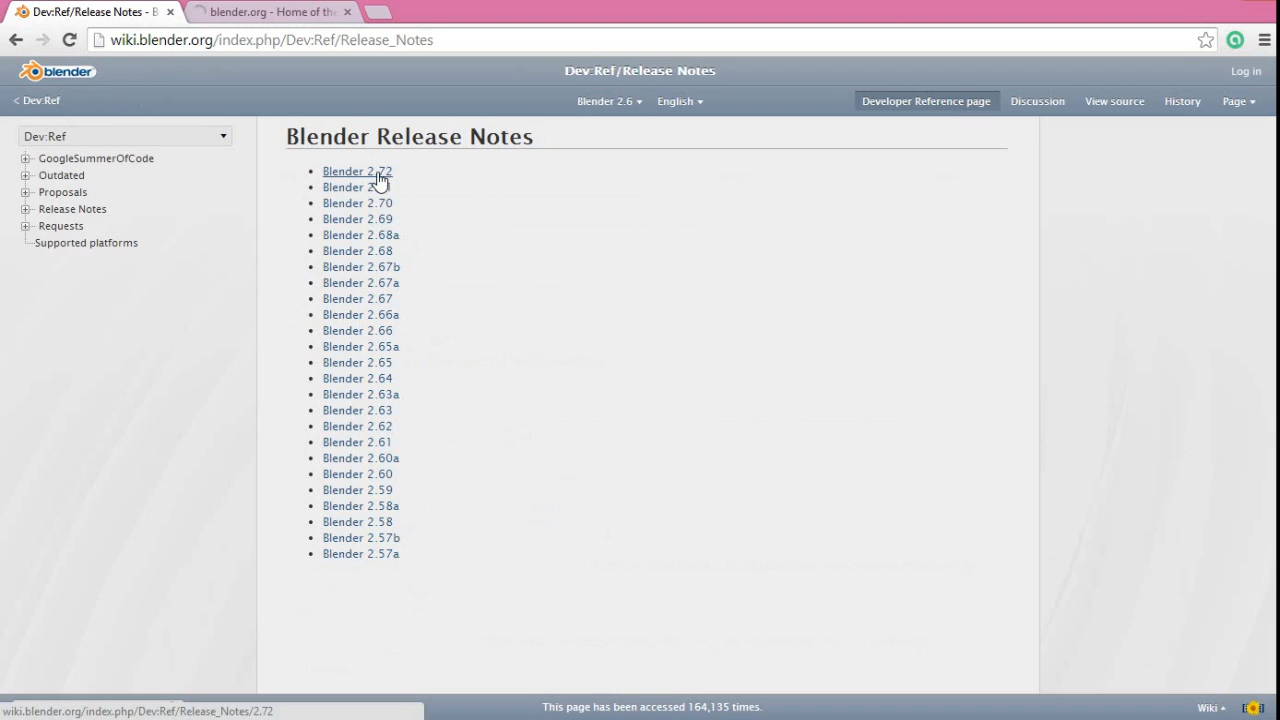 Dev:Ref/Release Notes - B
blender.org - Home of the
wiki.blender.org/index.php/Dev:Ref/Release_Notes
blender
Dev:Ref/Release Notes
Log in
< Dev:Ref
Blender 2.6
English
Developer Reference page
Discussion
View source
History
Page
Dev:Ref
GoogleSummerOfCode
Outdated
Proposals
Release Notes
Requests
Supported platforms
Blender Release Notes
Blender 2.72
Blender
Blender 2.70
Blender 2.69
Blender 2.68a
Blender 2.68
Blender 2.67b
Blender 2.67a
Blender 2.67
Blender 2.66a
Blender 2.66
Blender 2.65a
Blender 2.65
Blender 2.64
Blender 2.63a
Blender 2.63
Blender 2.62
Blender 2.61
Blender 2.60a
Blender 2.60
Blender 2.59
Blender 2.58a
Blender 2.58
Blender 2.57b
Blender 2.57a
wiki.blender.org/index.php/Dev:Ref/Release_Notes/2.72
This page has been accessed 164,135 times.
Wiki